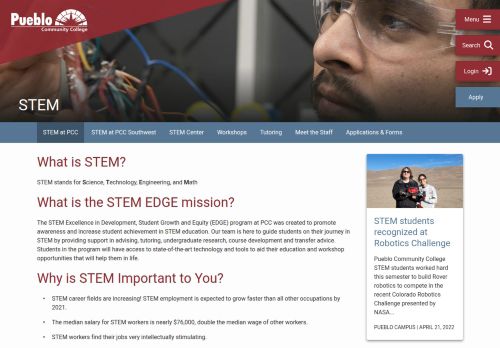 Pueblo
Community College
Menu
Search
Login
Apply
STEM
STEM at PCC
STEM at PCC Southwest
STEM Center
Workshops
Tutoring
Meet the Staff
Applications & Forms
What is STEM?
STEM stands for Science, Technology, Engineering, and Math
What is the STEM EDGE mission?
The STEM Excellence in Development, Student Growth and Equity (EDGE) program at PCC was created to promote
awareness and increase student achievement in STEM education. Our team is here to guide students on their journey in
STEM by providing support in advising, tutoring, undergraduate research, course development and transfer advice.
Students in the program will have access to state-of-the-art technology and tools to aid their education and workshop
opportunities that will help them in life.
Why is STEM Important to You?
STEM career fields are increasing! STEM employment is expected to grow faster than all other occupations by
2021.
The median salary for STEM workers is nearly $76,000, double the median wage of other workers.
STEM workers find their jobs very intellectually stimulating.
STEM students
recognized at
Robotics Challenge
Pueblo Community College
STEM students worked hard
this semester to build Rover
robotics to compete in the
recent Colorado Robotics
Challenge presented by
NASA...
PUEBLO CAMPUS | APRIL 21, 2022